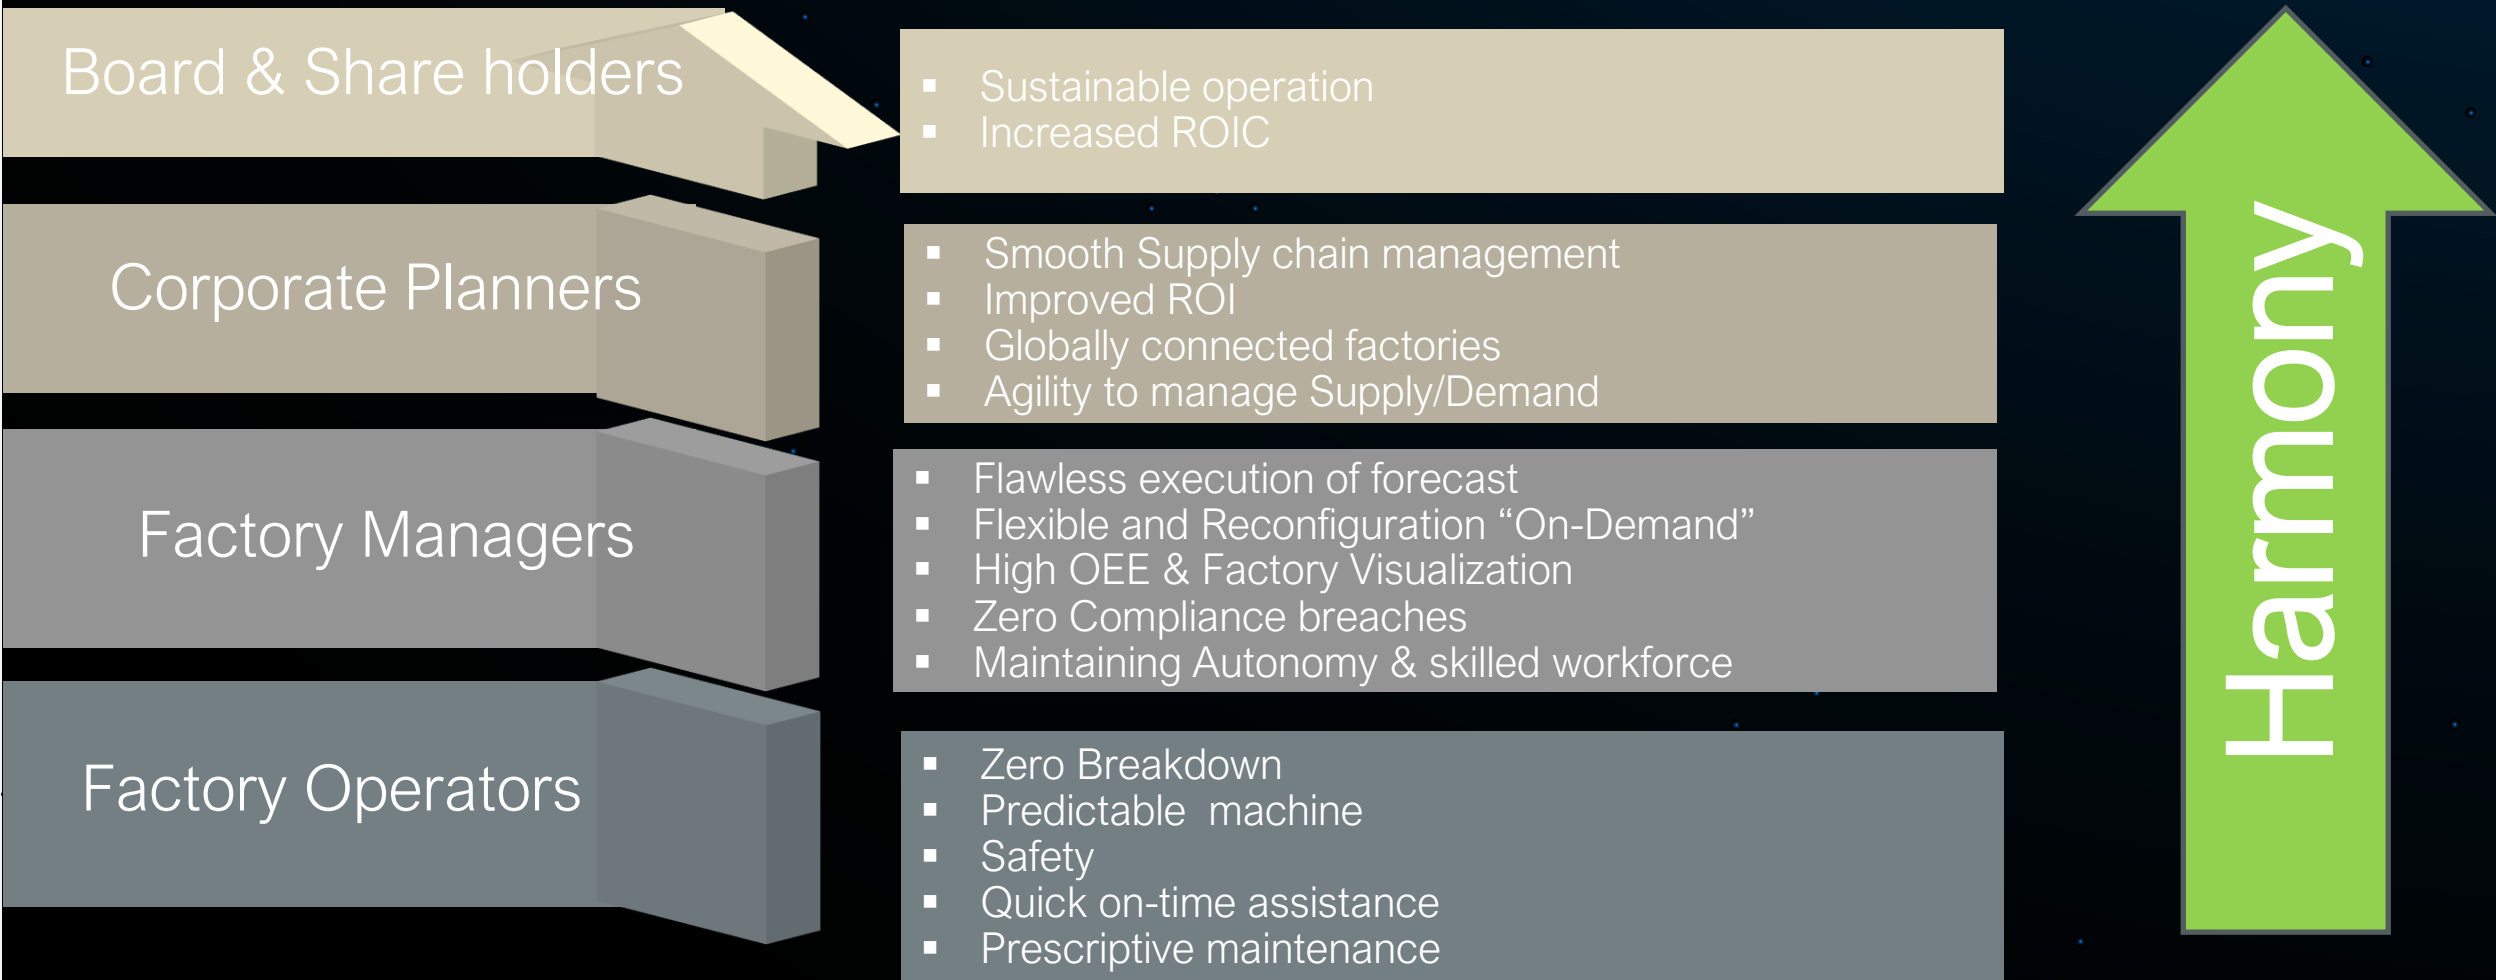 Board & Share holders
▪ Sustainable operation
▪ Increased ROIC
Corporate Planners
▪ Smooth Supply chain management
▪ Improved ROI
▪ Globally connected factories
▪ Agility to manage Supply/Demand
Factory Managers
▪ Flawless execution of forecast
▪ Flexible and Reconfiguration “On-Demand”
▪ High OEE & Factory Visualization
▪ Zero Compliance breaches
▪ Maintaining Autonomy & skilled workforce
Factory Operators
▪ Zero Breakdown
▪ Predictable  machine
▪ Safety
▪ Quick on-time assistance
▪ Prescriptive maintenance
Harmony